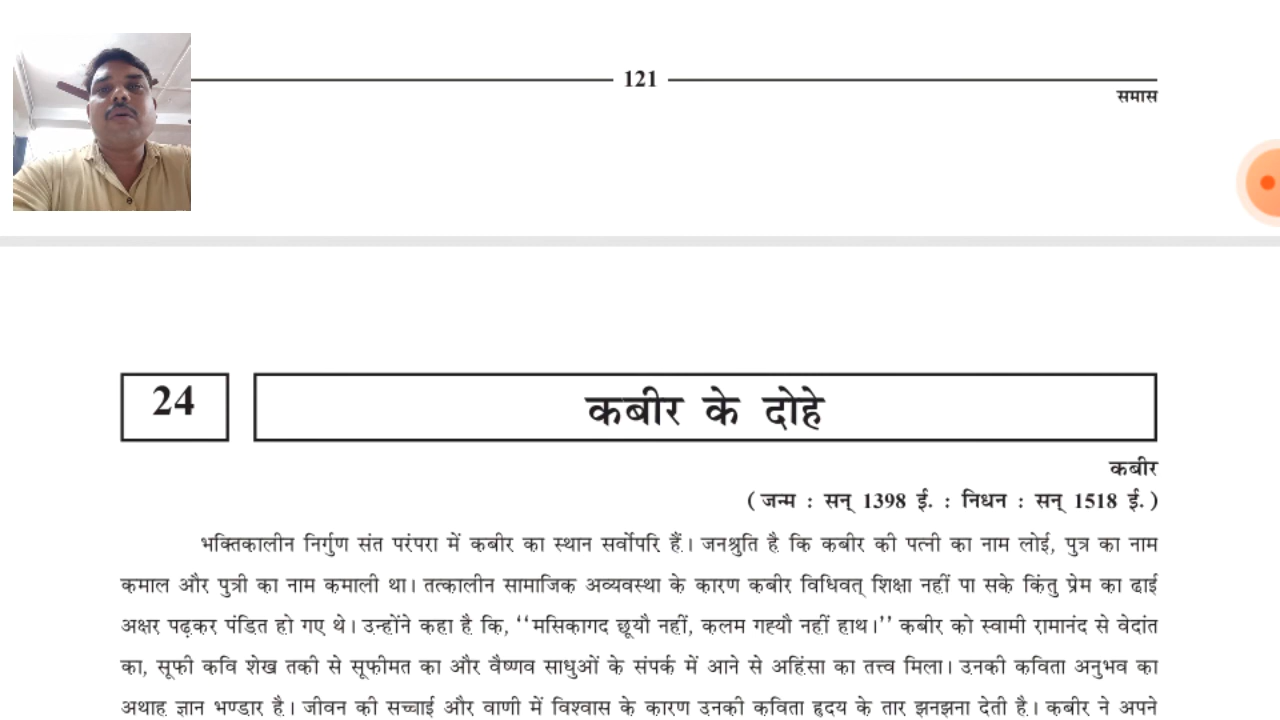 121
समास
24
कबीर के दोहे
कबीर
( जन्म : सन् 1398 ई. : निधन : सन् 1518 ई. )
भक्तिकालीन निर्गुण संत परंपरा में कबीर का स्थान सर्वोपरि हैं। जनश्रुति है कि कबीर की पत्नी का नाम लोई, पुत्र का नाम
कमाल और पुत्री का नाम कमाली था। तत्कालीन सामाजिक अव्यवस्था के कारण कबीर विधिवत् शिक्षा नहीं पा सके किंतु प्रेम का ढाई
अक्षर पढ़कर पंडित हो गए थे। उन्होंने कहा है कि, ‘‘मसिकागद छूयौ नहीं, कलम गह्यौ नहीं हाथ।’’ कबीर को स्वामी रामानंद से वेदांत
का, सूफी कवि शेख तकी से सूफीमत का और वैष्णव साधुओं के संपर्क में आने से अहिंसा का तत्त्व मिला। उनकी कविता अनुभव का
अथाह ज्ञान भण्डार है। जीवन की सच्चाई और वाणी में विश्वास के कारण उनकी कविता हृदय के तार झनझना देती है। कबीर ने अपने